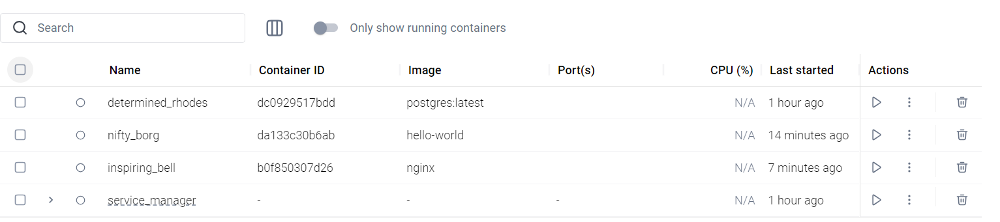 Search Only show running containers
Name Container ID Image Port(s) CPU (%) Last started Actions
determined_rhodes dc0929517bdd postgres:latest N/A 1 hour ago
nifty_borg da133c30b6ab hello-world N/A 14 minutes ago
inspiring_bell b0f850307d26 nginx N/A 7 minutes ago
service_manager - - - N/A 1 hour ago